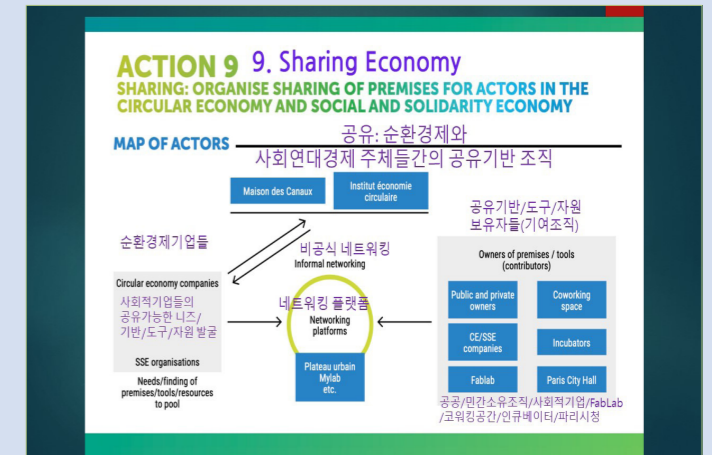 ACTION 9 9. Sharing Economy
SHARING: ORGANISE SHARING OF PREMISES FOR ACTORS IN THE
CIRCULAR ECONOMY AND SOCIAL AND SOLIDARITY ECONOMY
MAP OF ACTORS
공유: 순환경제와
사회연대경제 주체들간의 공유기반 조직
Maison des Canaux
Institut économie
circulaire
순환경제기업들
Circular economy companies
사회적기업들의
공유가능한 니즈/
기반/도구/자원 발굴
SSE organisations
Needs/finding of
premises/tools/resources
to pool
비공식 네트워킹
Informal networking
네트워킹 플랫폼
Networking
platforms
Plateau urbain
Mylab
etc.
공유기반/도구/자원
보유자들(기여조직)
Owners of premises / tools
(contributors)
Public and private
owners
Coworking
space
CE/SSE
companies
Incubators
Fablab
Paris City Hall
공공/민간소유조직/사회적기업/FabLab
/코워킹공간/인큐베이터/파리시청